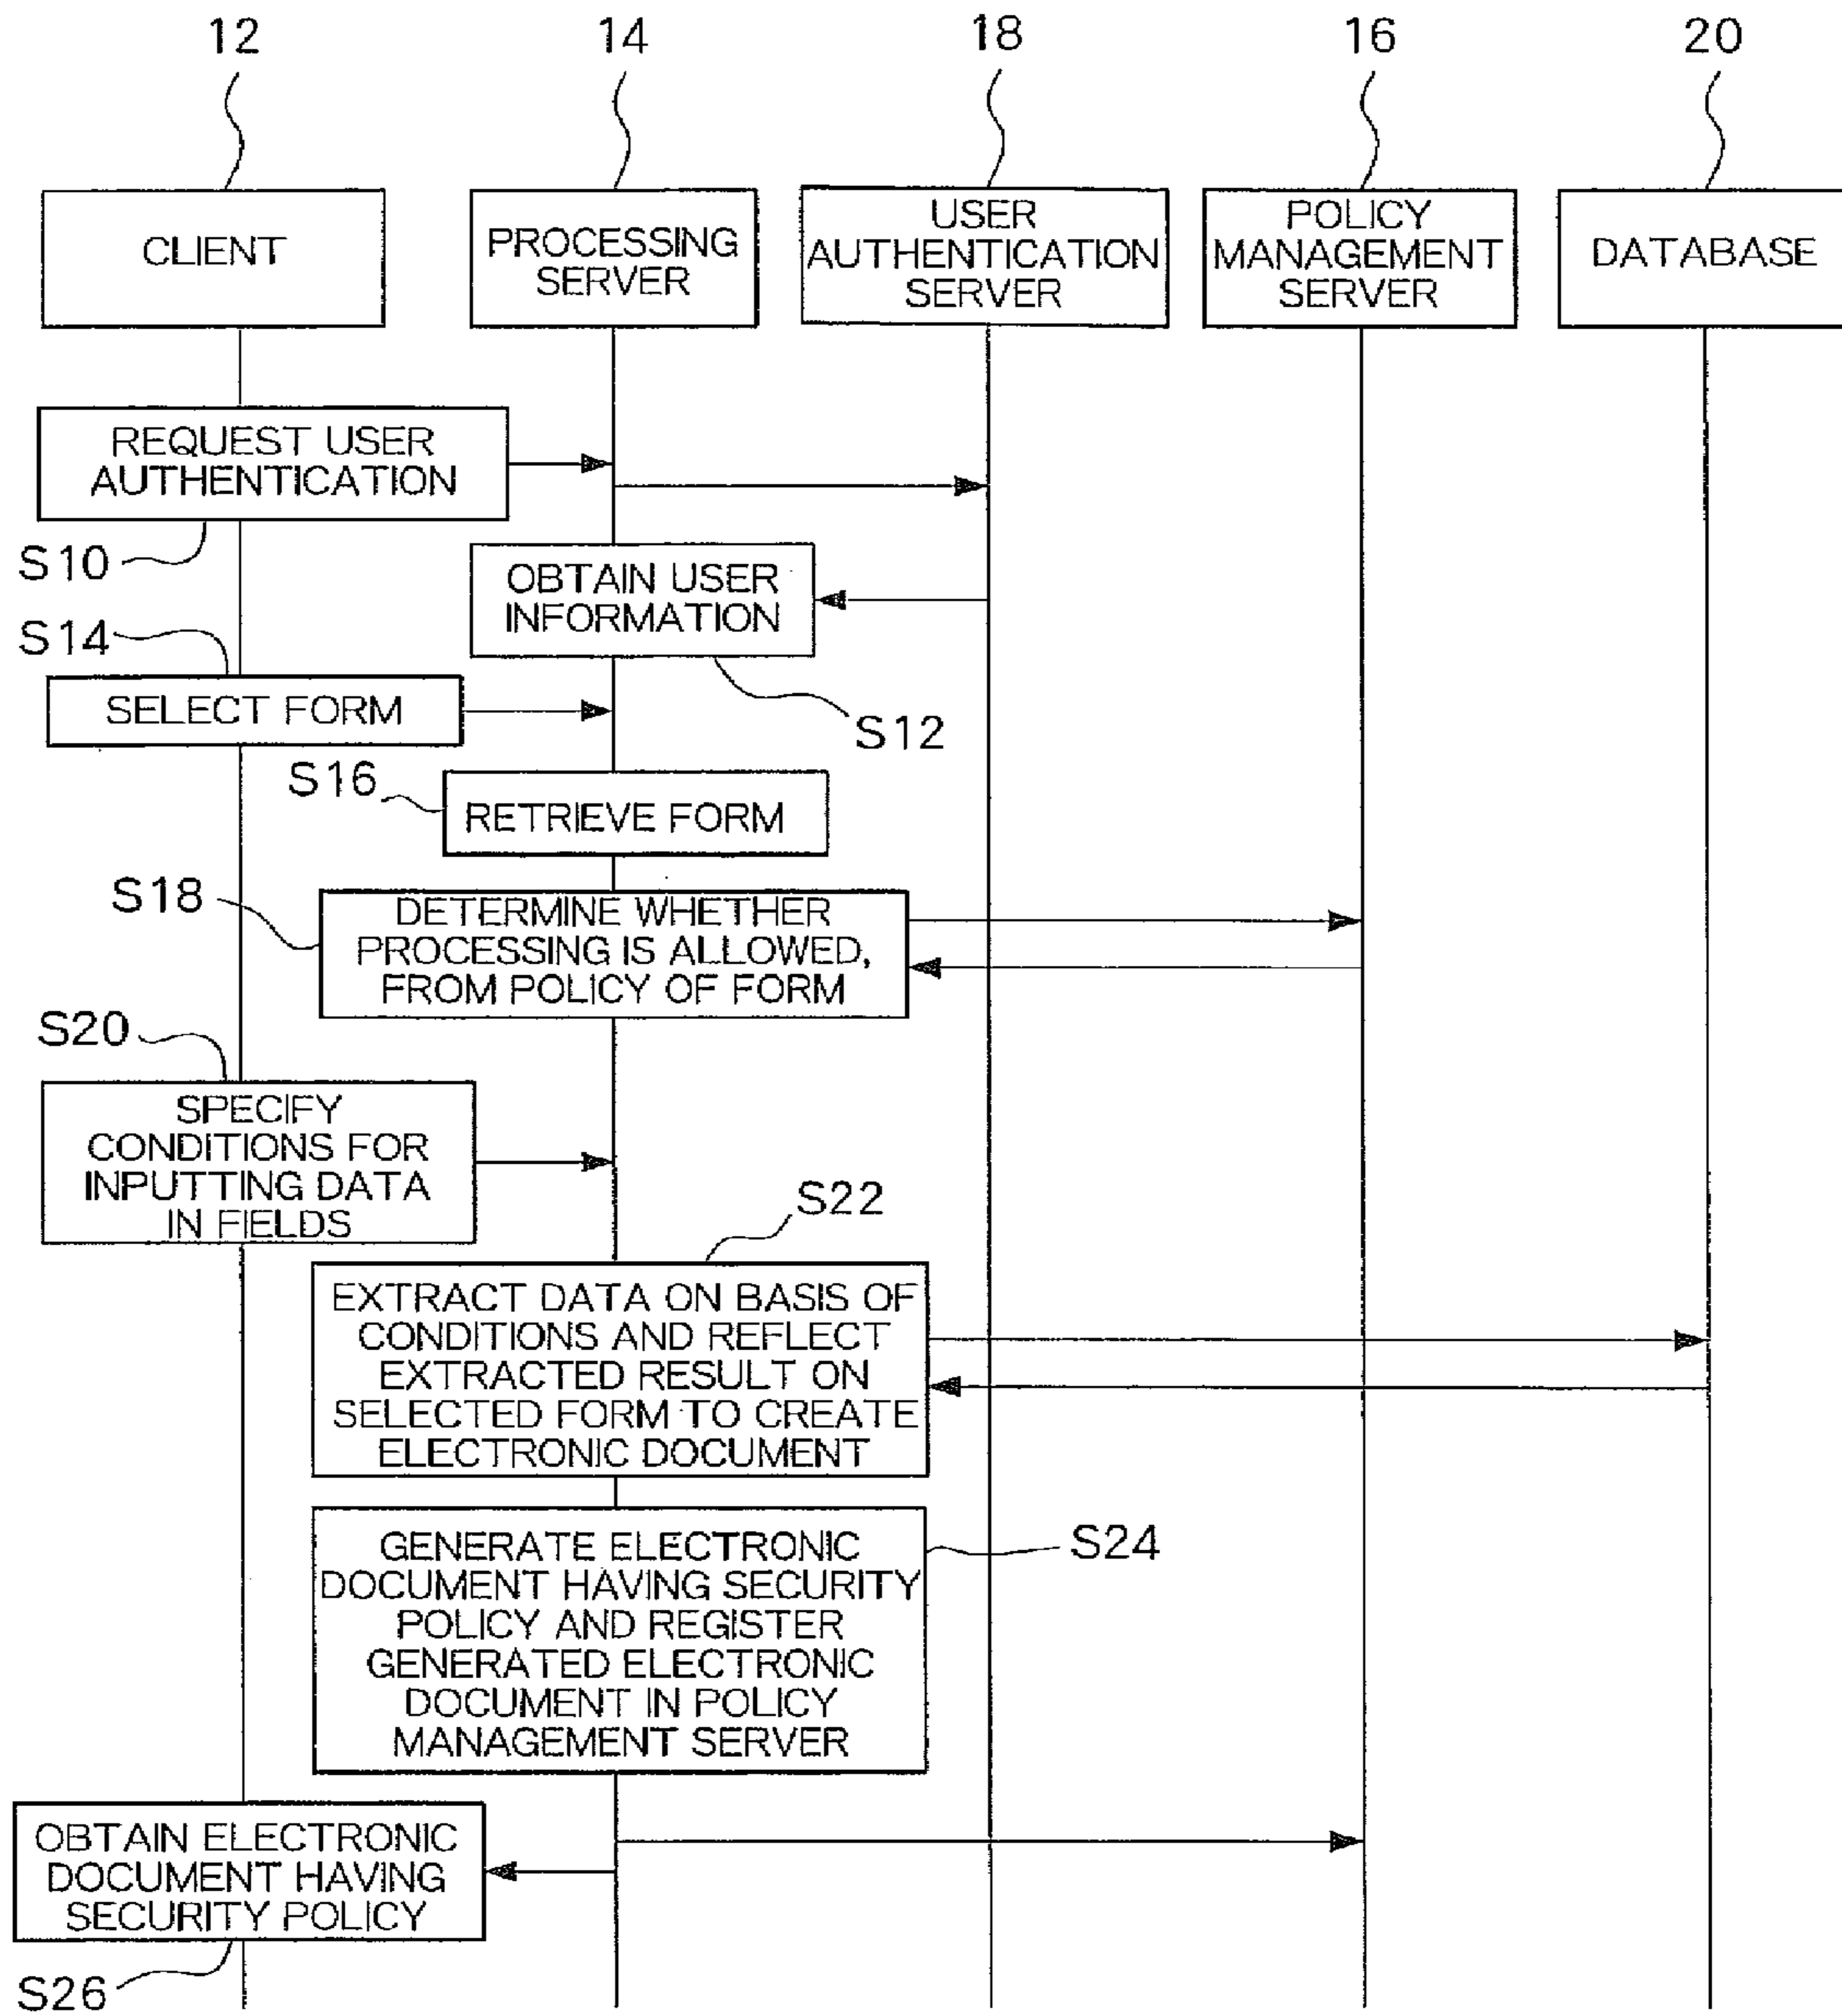 12
14
18
16
20
CLIENT
PROCESSING
SERVER
USER
AUTHENTICATION
SERVER
POLICY
MANAGEMENT
SERVER
DATABASE
REQUEST USER
AUTHENTICATION
S10
OBTAIN USER
INFORMATION
S12
S14
SELECT FORM
S16
RETRIEVE FORM
S18
DETERMINE WHETHER
PROCESSING IS ALLOWED,
FROM POLICY OF FORM
S20
SPECIFY
CONDITIONS FOR
INPUTTING DATA
IN FIELDS
S22
EXTRACT DATA ON BASIS OF
CONDITIONS AND REFLECT
EXTRACTED RESULT ON
SELECTED FORM TO CREATE
ELECTRONIC DOCUMENT
GENERATE ELECTRONIC
DOCUMENT HAVING SECURITY
POLICY AND REGISTER
GENERATED ELECTRONIC
DOCUMENT IN POLICY
MANAGEMENT SERVER
S24
OBTAIN ELECTRONIC
DOCUMENT HAVING
SECURITY POLICY
S26